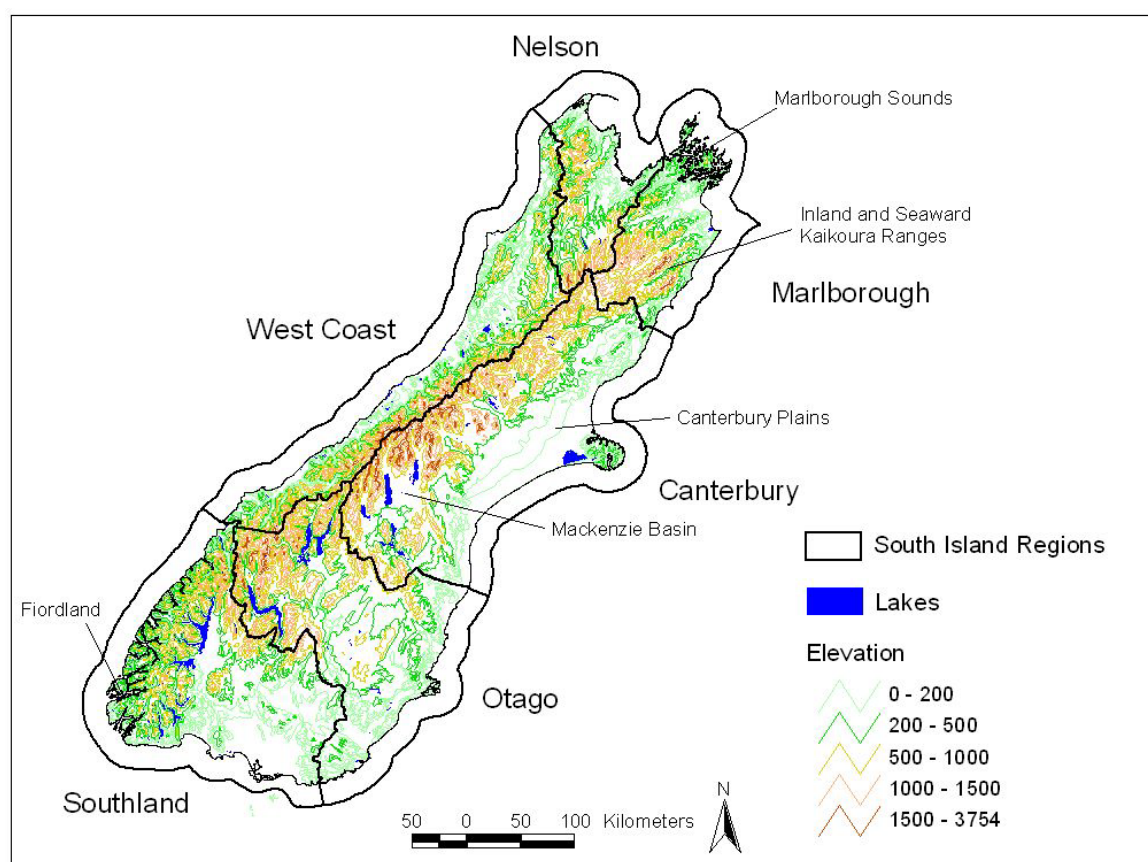 Nelson
Marlborough Sounds
Inland and Seaward
Kaikoura Ranges
Marlborough
West Coast
Canterbury Plains
Canterbury
Mackenzie Basin
South Island Regions
Fiordland
Lakes
Elevation
0 - 200
Otago
200 - 500
500 - 1000
1000 - 1500
Southland
N
50 0 50 100 Kilometers
1500 - 3754